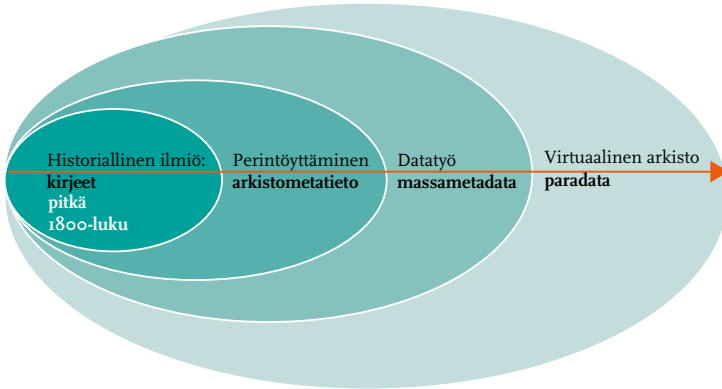 Historiallinen ilmiö:
kirjeet
pitkä
1800-luku
Perintöyttäminen
arkistometatieto
Datatyö
massametadata
Virtuaalinen arkisto
paradata